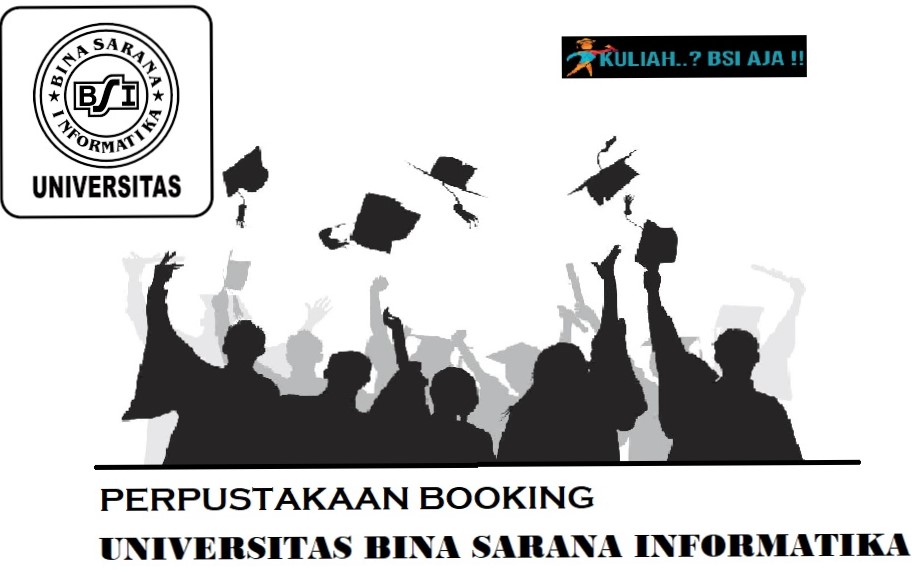 BINA SARANA
BSI
INFORMATIKA
UNIVERSITAS
KULIAH..? BSI AJA !!
PERPUSTAKAAN BOOKING
UNIVERSITAS BINA SARANA INFORMATIKA